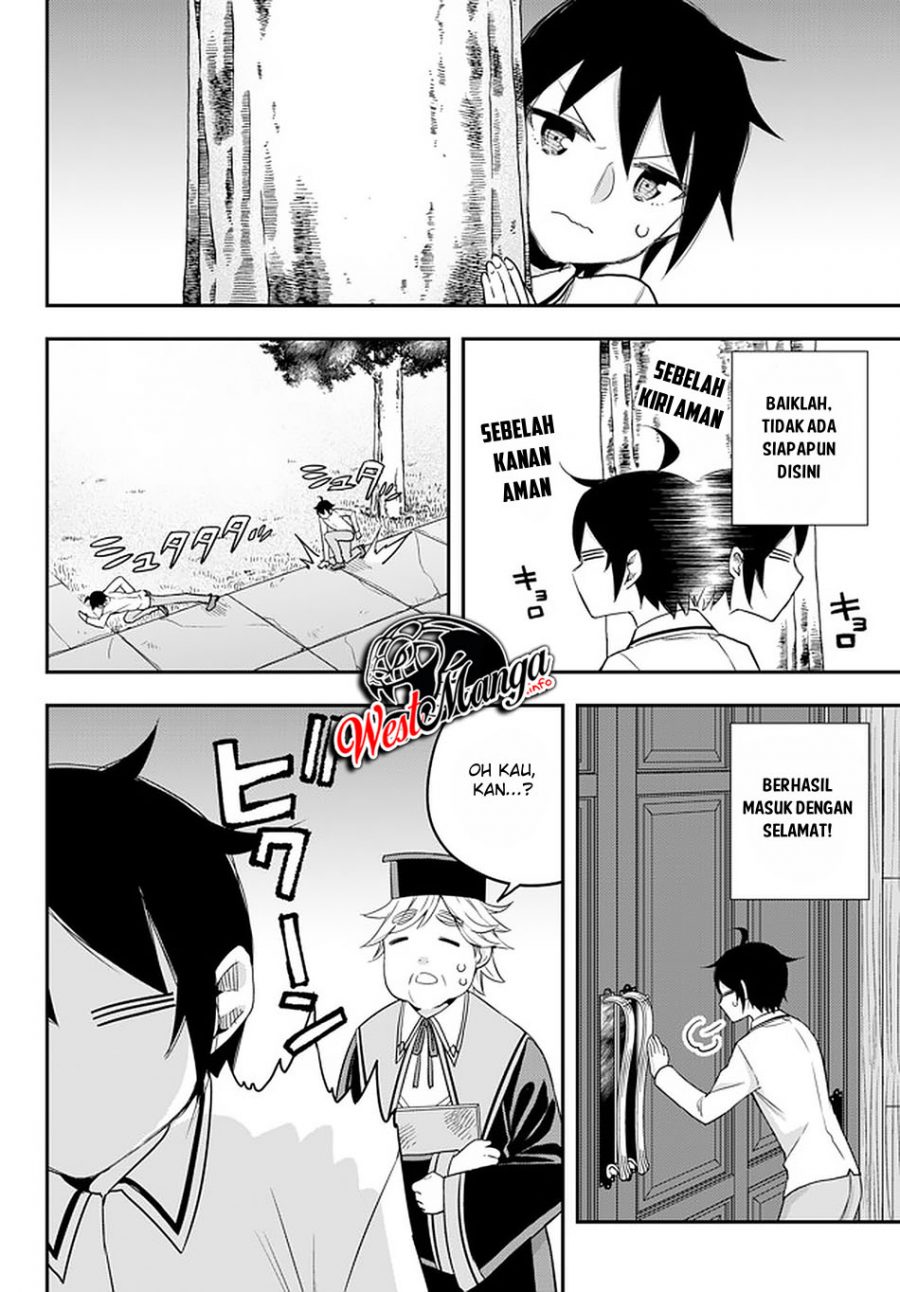 BAIKLAH,
TIDAK ADA
SIAPAPUN
DISINI
SEBELAH
KIRI AMAN
SEBELAH
KANAN
AMAN
キョロ
キョロ
シュタ
シュタタタッ
BERHASIL
MASUK DENGAN
SELAMAT!
OH KAU,
KAN...?
ビクーン
WestManga
.info